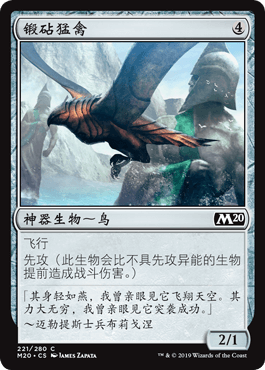 锻砧猛禽 4
神器生物～鸟 M20
飞行
先攻（此生物会比不具先攻异能的生物
提前造成战斗伤害。）
「其身轻如燕，我曾亲眼见它飞翔天空。其
力大无穷，我曾亲眼见它突袭成功。」
～迈勒提斯士兵布莉戈涅
2/1
221/280 C
M20 • CS JAMES ZAPATA
™ & © 2019 Wizards of the Coast